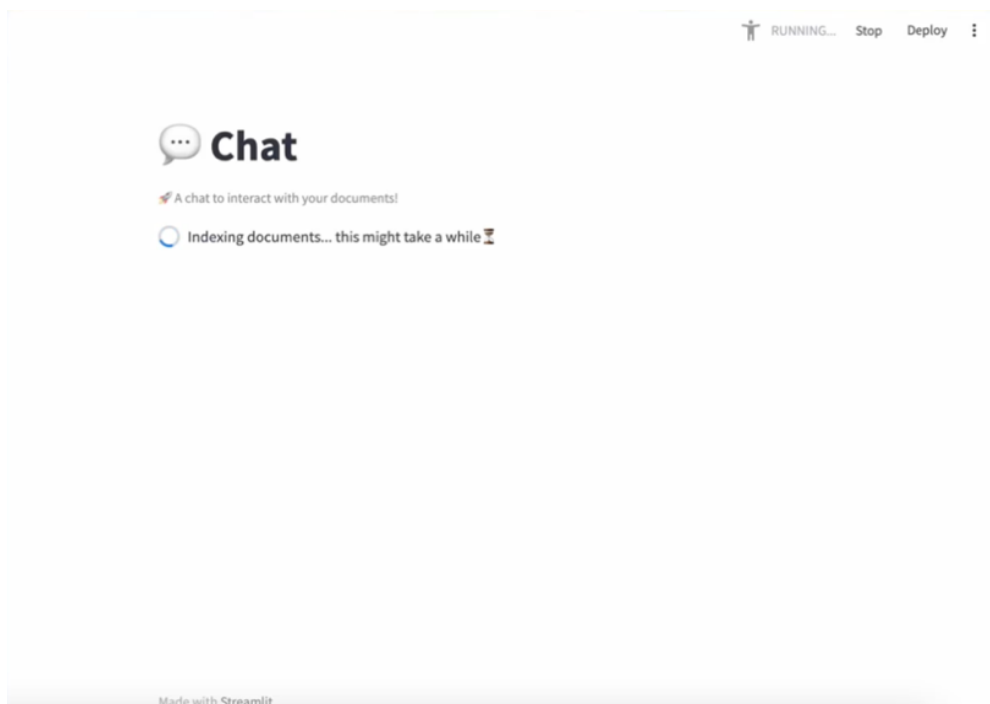 RUNNING... Stop Deploy
💬 Chat
🚀 A chat to interact with your documents!
Indexing documents... this might take a while⏳
Made with Streamlit